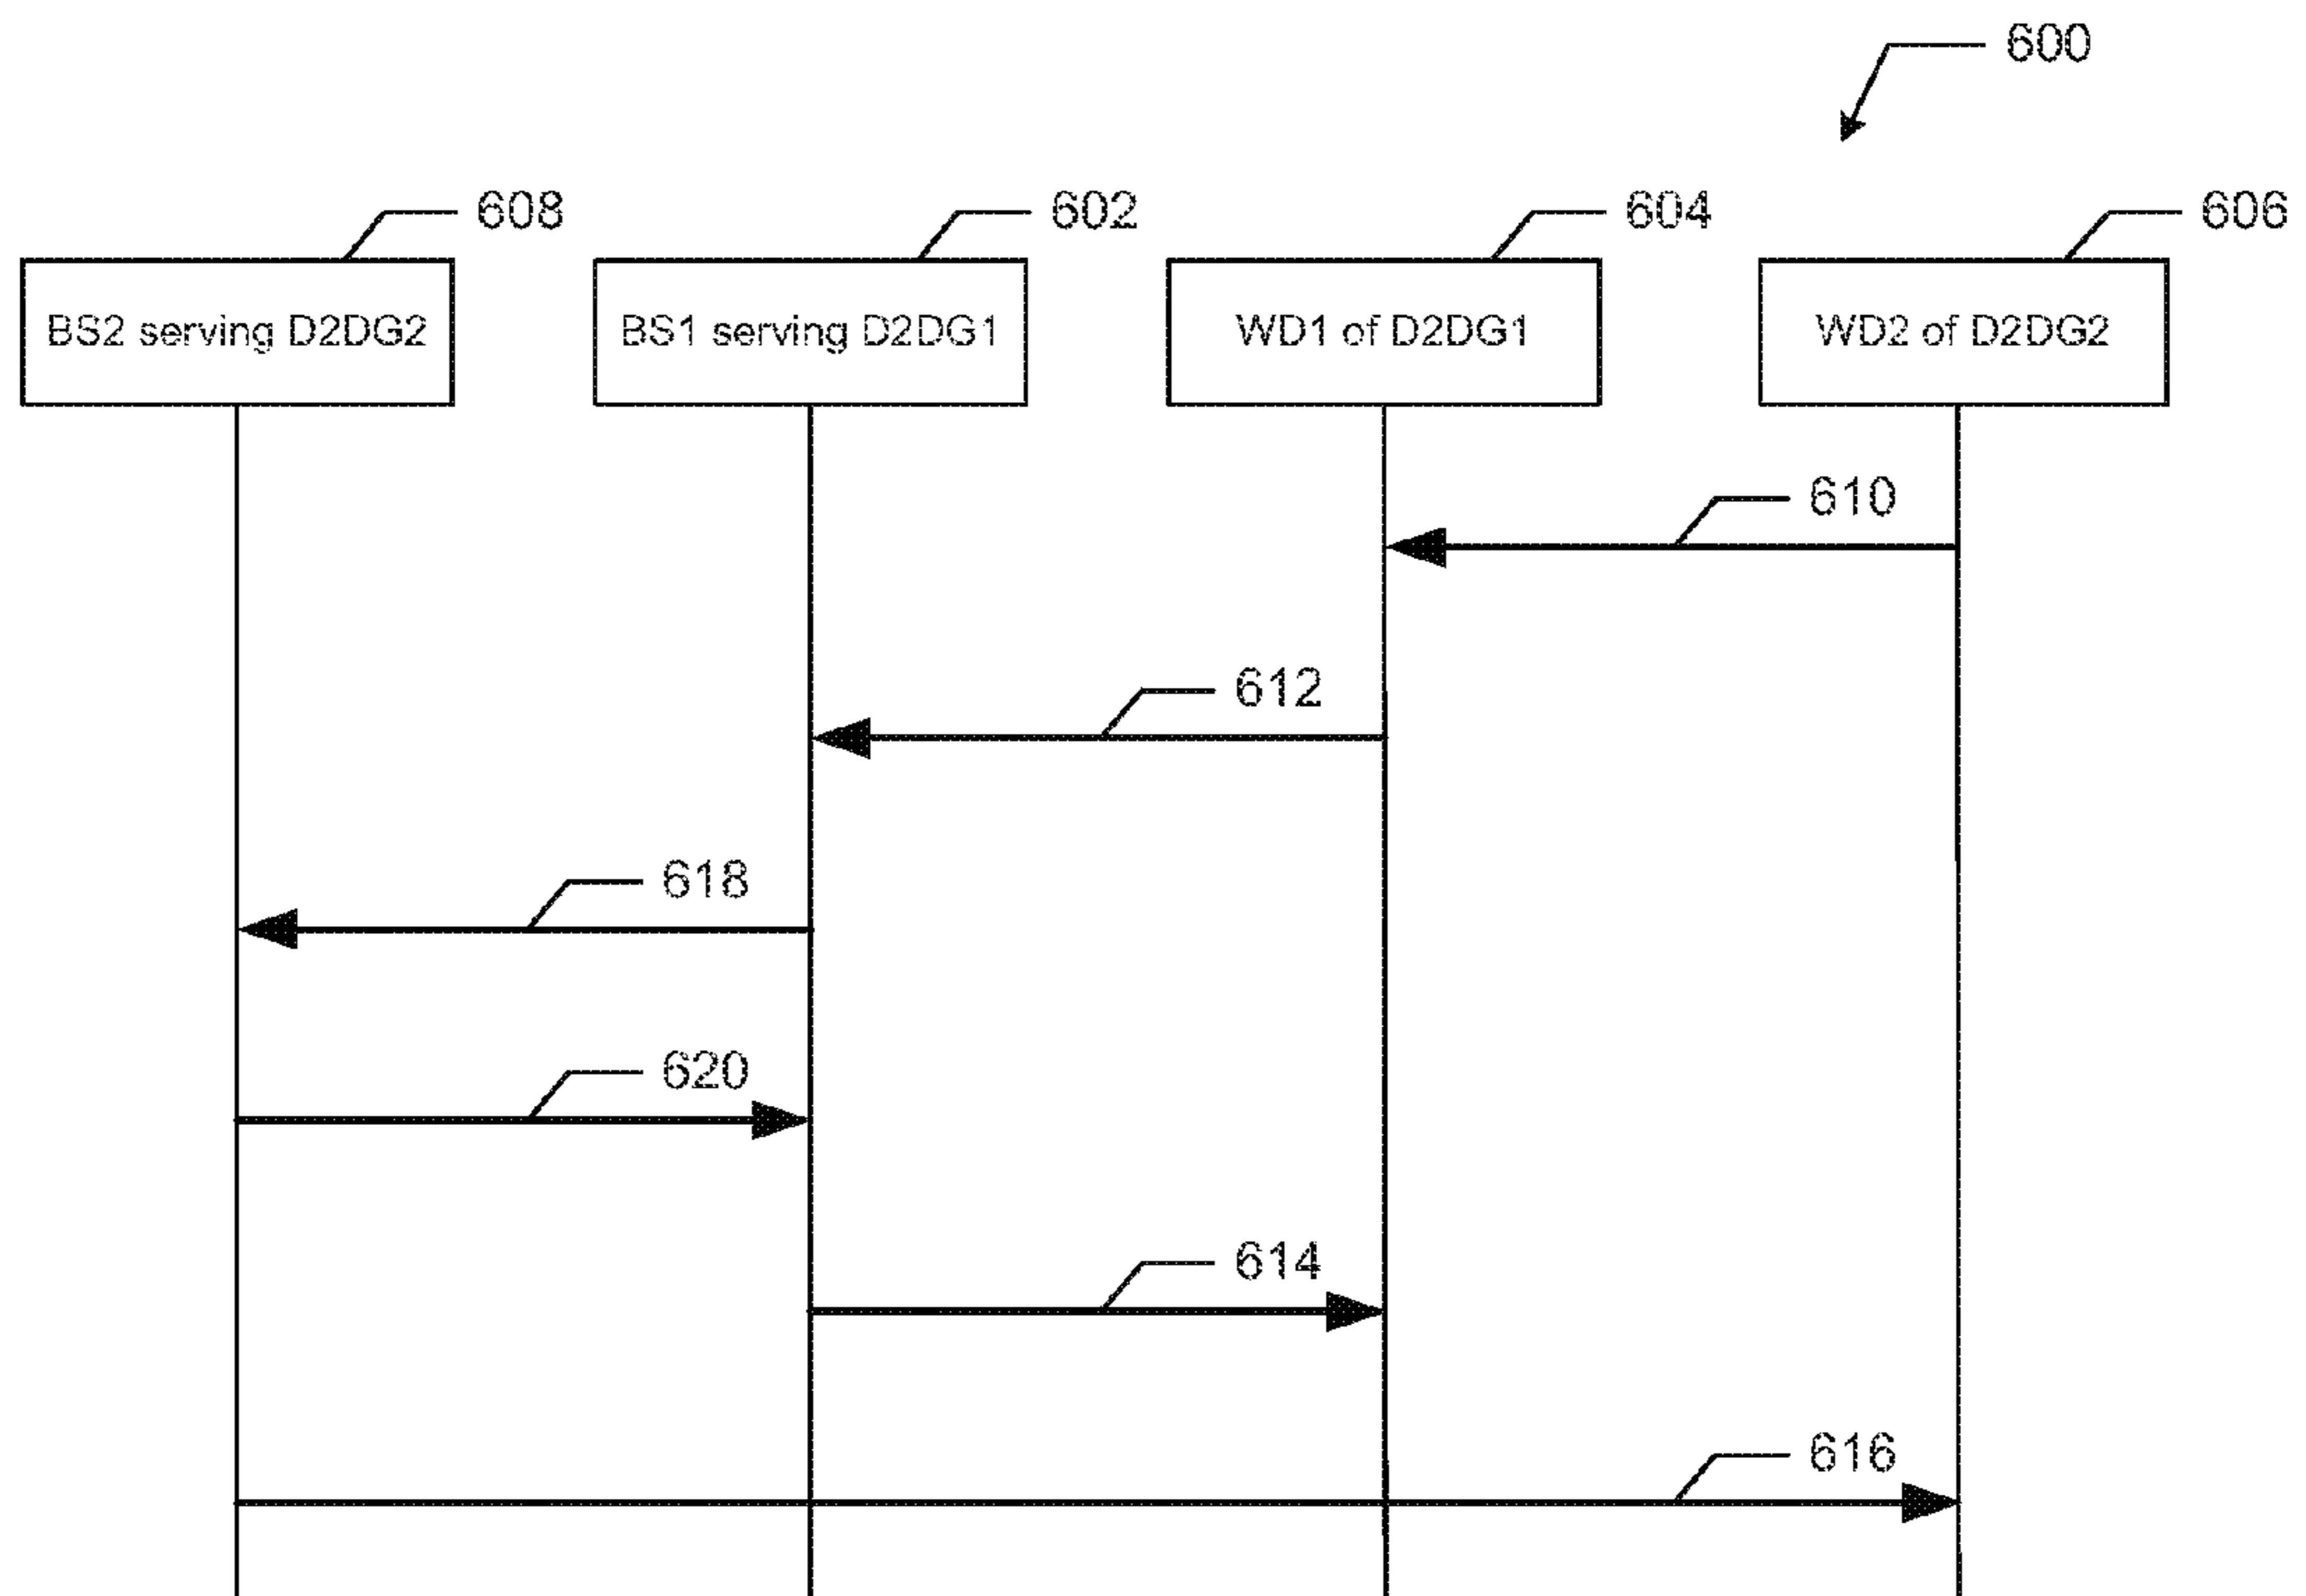 600
608
602
604
606
BS2 serving D2DG2
BS1 serving D2DG1
WD1 of D2DG1
WD2 of D2DG2
610
612
618
620
614
616